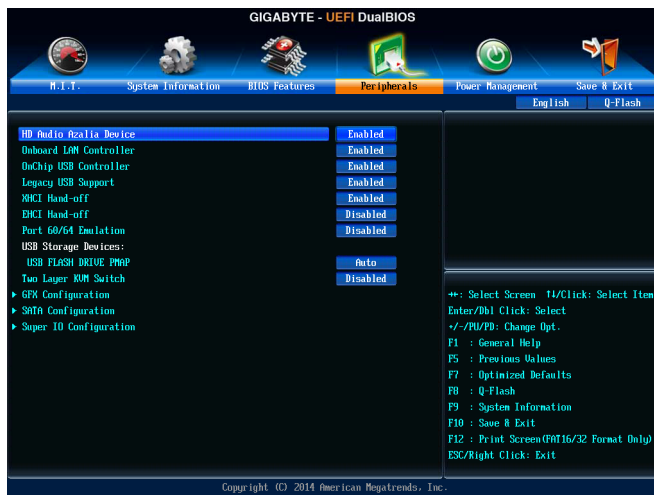 GIGABYTE - UEFI DualBIOS
M.I.T. System Information BIOS Features Peripherals Power Management Save & Exit
English Q-Flash
HD Audio Azalia Device Enabled
Onboard LAN Controller Enabled
OnChip USB Controller Enabled
Legacy USB Support Enabled
XHCI Hand-off Enabled
EHCI Hand-off Disabled
Port 60/64 Emulation Disabled
USB Storage Devices:
USB FLASH DRIVE PMAP Auto
Two Layer KVM Switch Disabled
GFX Configuration
SATA Configuration
Super IO Configuration
→←: Select Screen ↑↓/Click: Select Item
Enter/Dbl Click: Select
+/-/PU/PD: Change Opt.
F1 : General Help
F5 : Previous Values
F7 : Optimized Defaults
F8 : Q-Flash
F9 : System Information
F10 : Save & Exit
F12 : Print Screen(FAT16/32 Format Only)
ESC/Right Click: Exit
Copyright (C) 2014 American Megatrends, Inc.